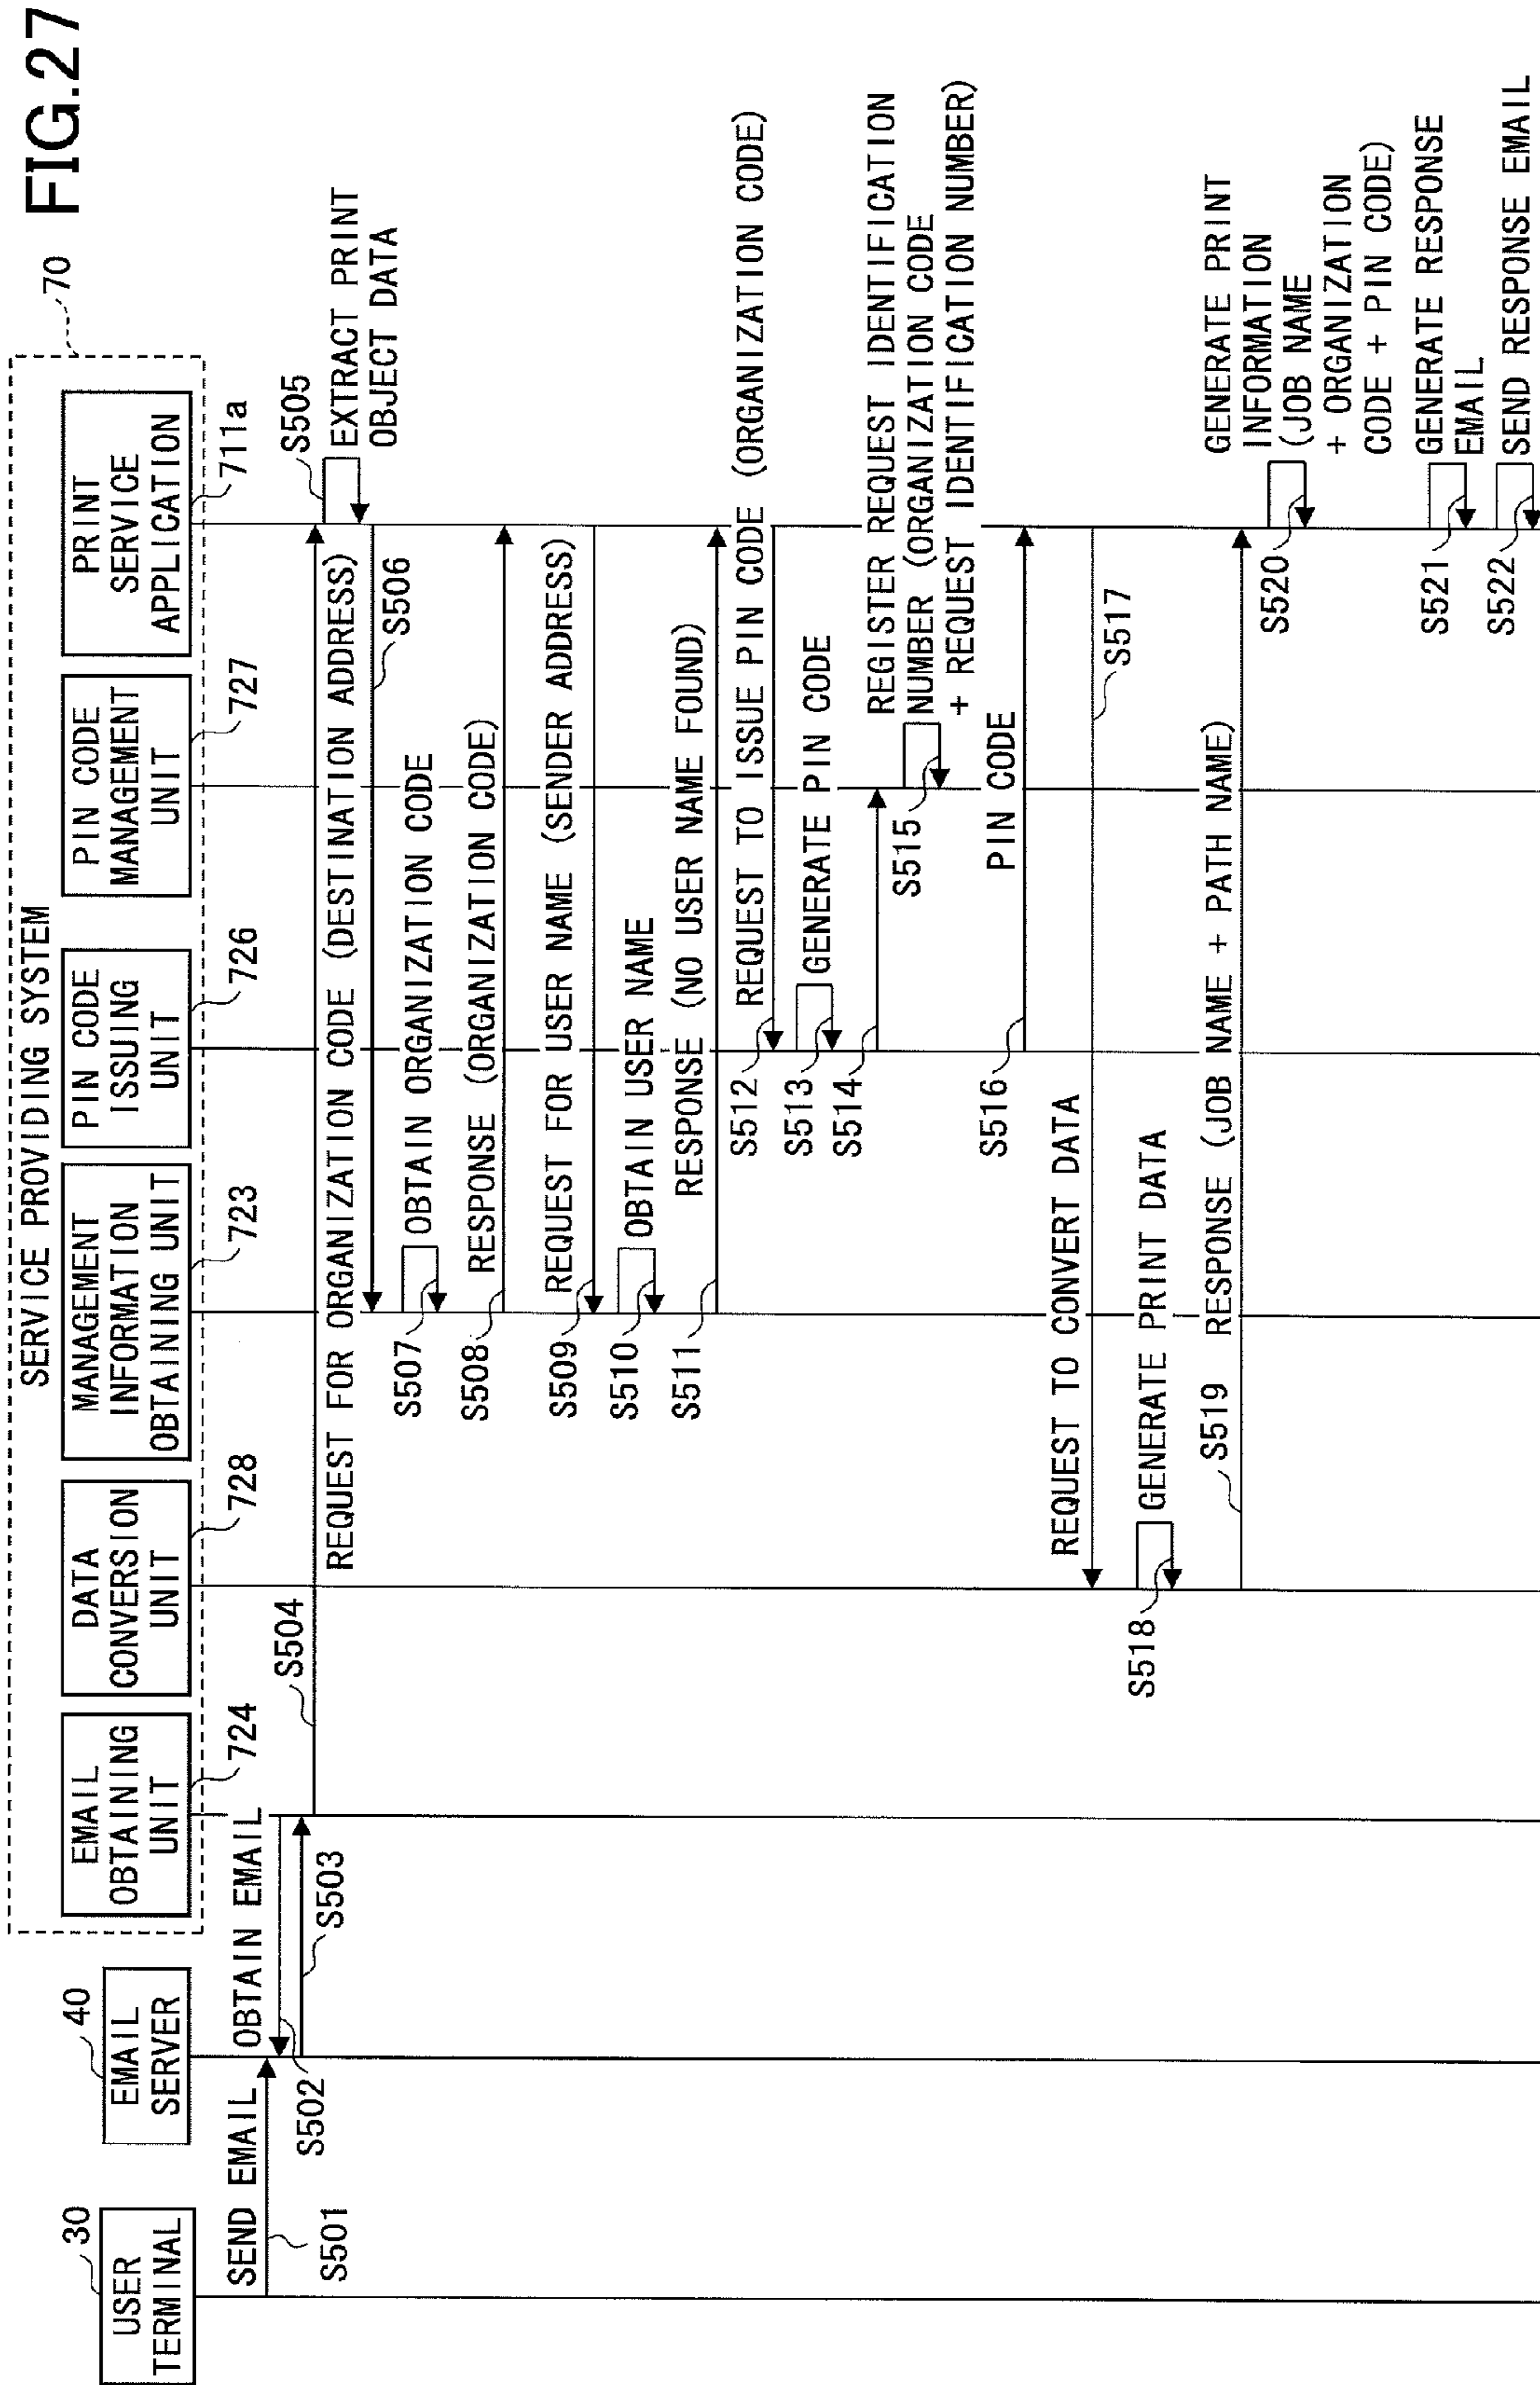 FIG.27
SERVICE PROVIDING SYSTEM
70
30
USER
TERMINAL
40
EMAIL
SERVER
EMAIL
OBTAINING
UNIT
724
DATA
CONVERSION
UNIT
728
MANAGEMENT
INFORMATION
OBTAINING UNIT
723
PIN CODE
ISSUING
UNIT
726
PIN CODE
MANAGEMENT
UNIT
727
PRINT
SERVICE
APPLICATION
711a
SEND EMAIL
S501
OBTAIN EMAIL
S502
S503
S504
S505
EXTRACT PRINT
OBJECT DATA
REQUEST FOR ORGANIZATION CODE (DESTINATION ADDRESS)
S506
S507
OBTAIN ORGANIZATION CODE
RESPONSE (ORGANIZATION CODE)
S508
REQUEST FOR USER NAME (SENDER ADDRESS)
S509
S510
OBTAIN USER NAME
RESPONSE (NO USER NAME FOUND)
S511
REQUEST TO ISSUE PIN CODE (ORGANIZATION CODE)
S512
S513
GENERATE PIN CODE
S514
S515
REGISTER REQUEST IDENTIFICATION
NUMBER (ORGANIZATION CODE
+ REQUEST IDENTIFICATION NUMBER)
PIN CODE
S516
REQUEST TO CONVERT DATA
S517
S518
GENERATE PRINT DATA
S519
RESPONSE (JOB NAME + PATH NAME)
S520
GENERATE PRINT
INFORMATION
(JOB NAME
+ ORGANIZATION
CODE + PIN CODE)
S521
GENERATE RESPONSE
EMAIL
S522
SEND RESPONSE EMAIL